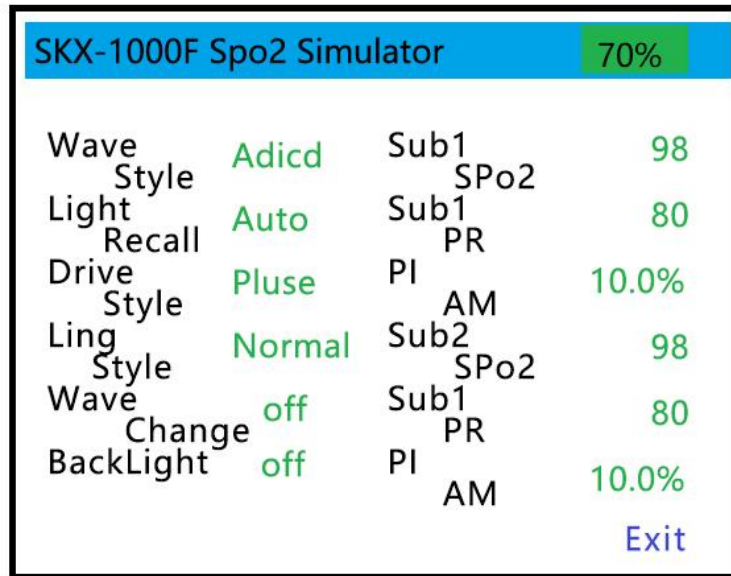 SKX-1000F Spo2 Simulator 70%
Wave Style Adicd Sub1 SPo2 98
Light Recall Auto Sub1 PR 80
Drive Style Pluse PI AM 10.0%
Ling Style Normal Sub2 SPo2 98
Wave Change off Sub1 PR 80
BackLight off PI AM 10.0%
Exit